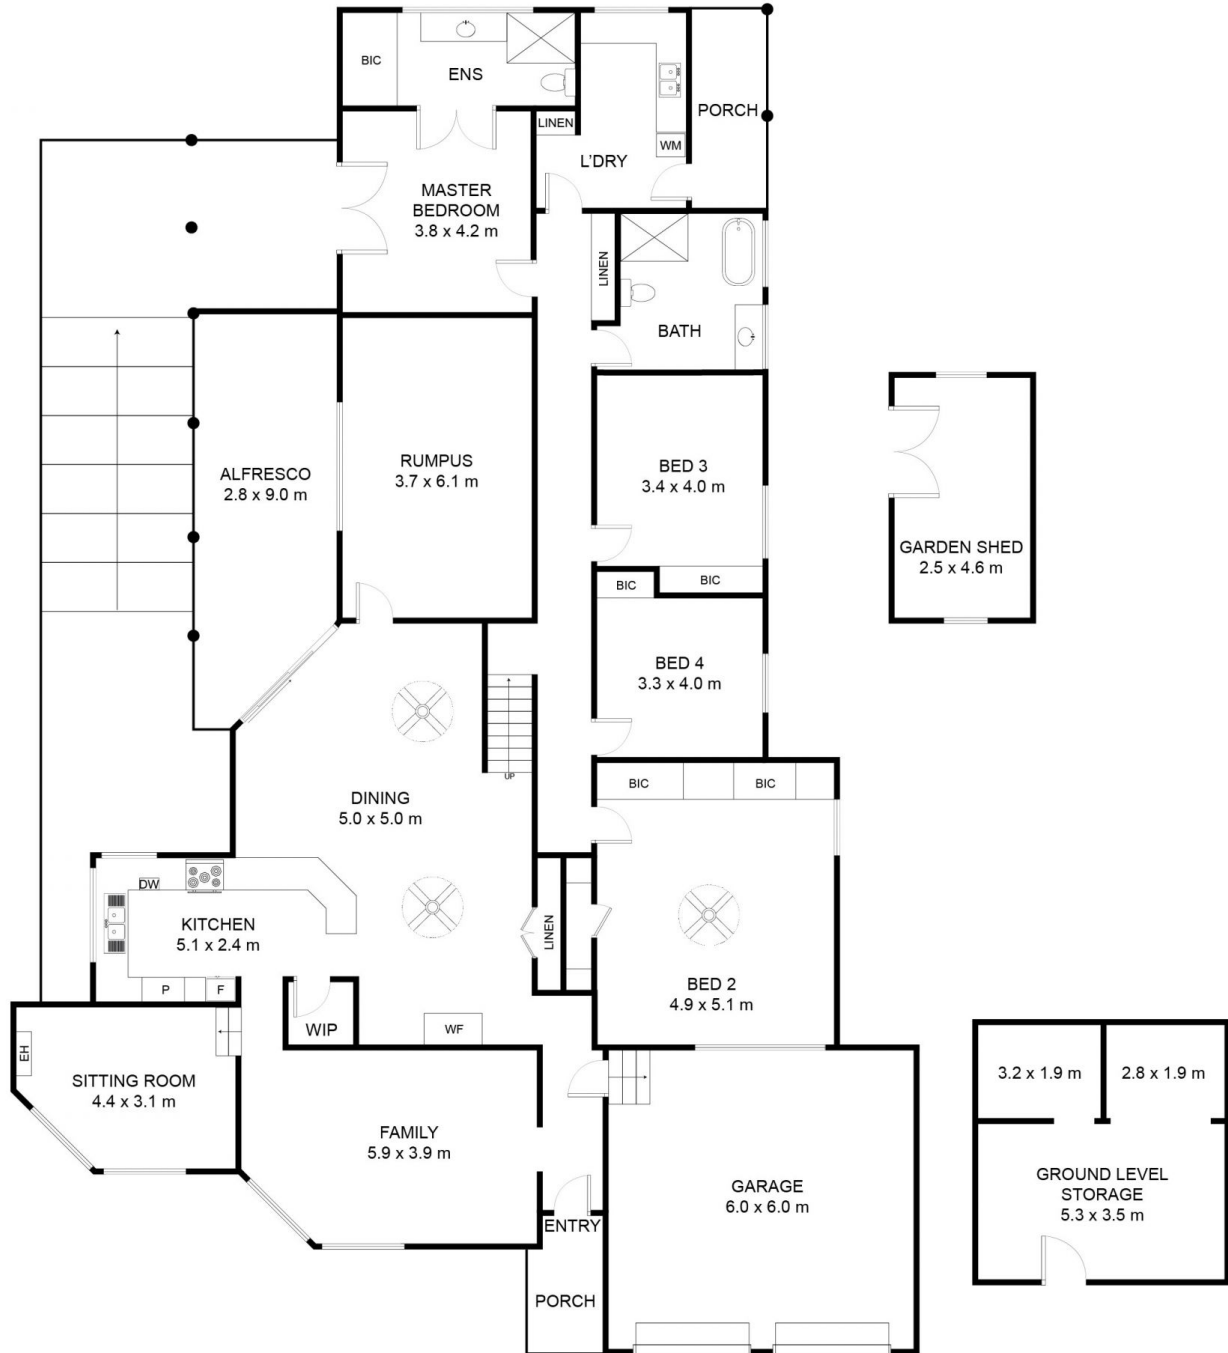 BIC
ENS
LINEN
L'DRY
WM
PORCH
MASTER
BEDROOM
3.8 x 4.2 m
LINEN
BATH
ALFRESCO
2.8 x 9.0 m
RUMPUS
3.7 x 6.1 m
BED 3
3.4 x 4.0 m
BIC
BIC
GARDEN SHED
2.5 x 4.6 m
BED 4
3.3 x 4.0 m
UP
DINING
5.0 x 5.0 m
BIC
BIC
DW
KITCHEN
5.1 x 2.4 m
P
F
LINEN
BED 2
4.9 x 5.1 m
WIP
WF
EH
SITTING ROOM
4.4 x 3.1 m
FAMILY
5.9 x 3.9 m
ENTRY
PORCH
GARAGE
6.0 x 6.0 m
3.2 x 1.9 m
2.8 x 1.9 m
GROUND LEVEL
STORAGE
5.3 x 3.5 m